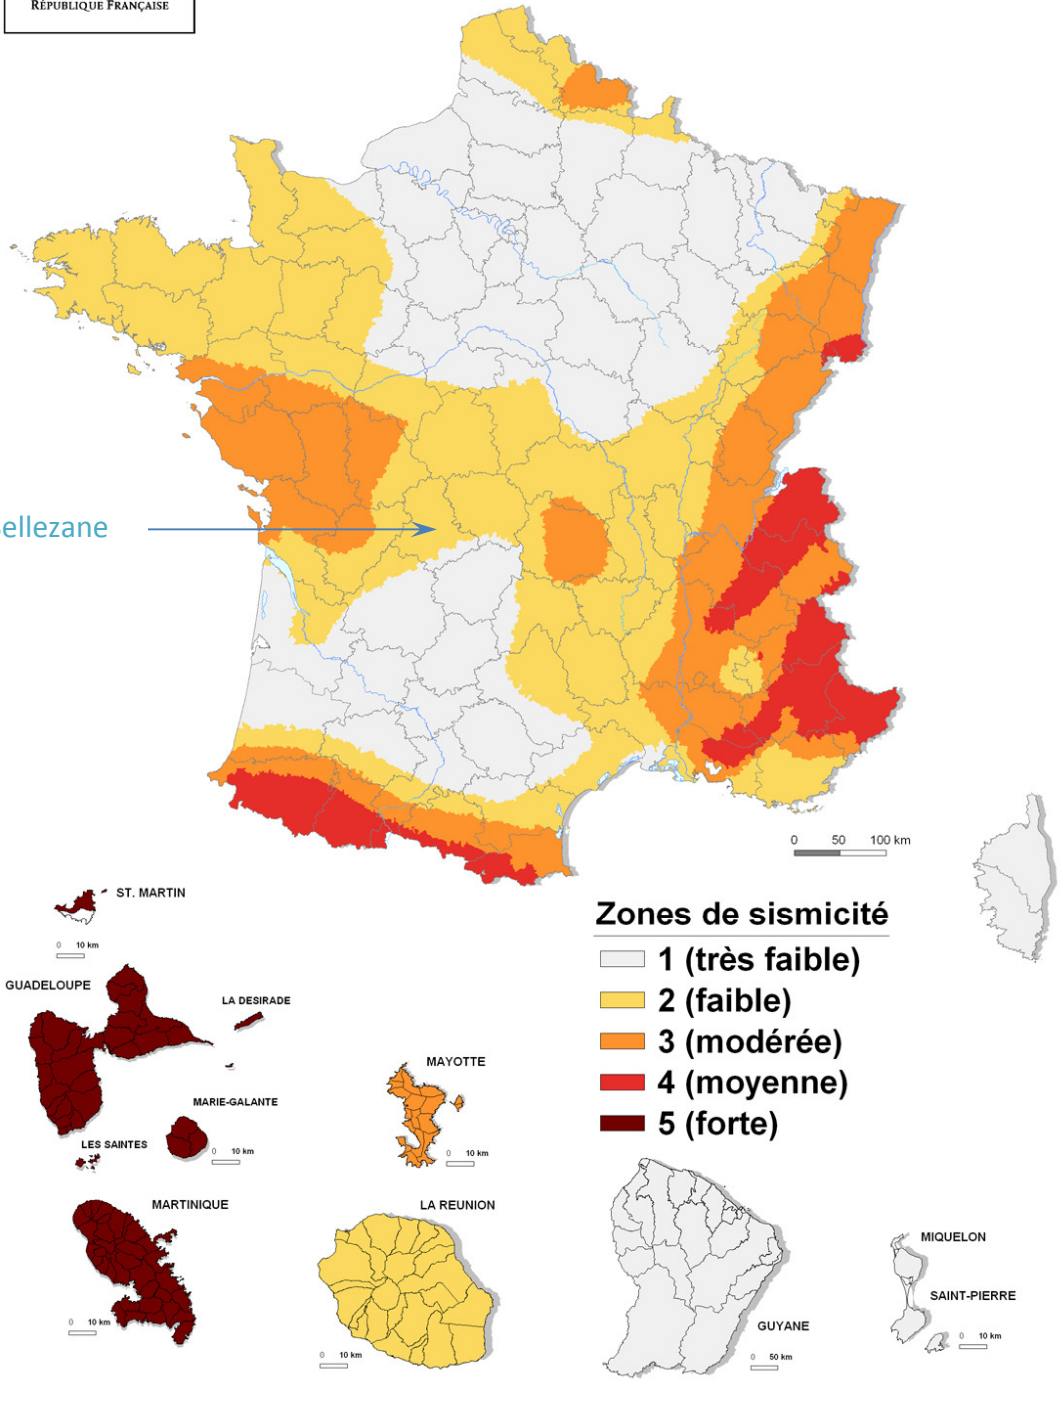 RÉPUBLIQUE FRANÇAISE
ellezane
0 50 100 km
ST. MARTIN
0 10 km
GUADELOUPE
LA DESIRADE
MARIE-GALANTE
0 10 km
LES SAINTES
MAYOTTE
0 10 km
Zones de sismicité
1 (très faible)
2 (faible)
3 (modérée)
4 (moyenne)
5 (forte)
MARTINIQUE
0 10 km
LA REUNION
0 10 km
GUYANE
0 50 km
MIQUELON
SAINT-PIERRE
0 10 km